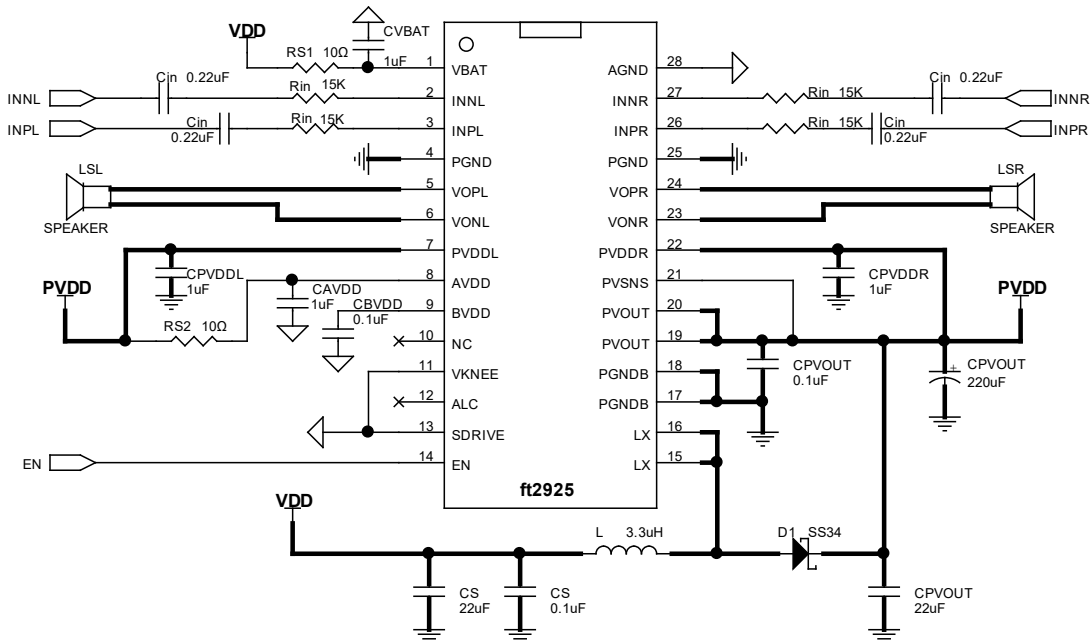 VDD
CVBAT
RS1 10Ω
1uF
1 VBAT
AGND 28
Cin 0.22uF
Rin 15K
INNL
2 INNL
INNR 27
Rin 15K
Cin 0.22uF
INNR
INPL
Cin
0.22uF
Rin 15K
3 INPL
INPR 26
Rin 15K
Cin
0.22uF
INPR
4 PGND
PGND 25
LSL
SPEAKER
5 VOPL
VOPR 24
LSR
SPEAKER
6 VONL
VONR 23
7 PVDDL
PVDDR 22
CPVDDL
1uF
CPVDDR
1uF
PVDD
RS2 10Ω
8 AVDD
PVSNS 21
CAVDD
1uF
CBVDD
0.1uF
9 BVDD
PVOUT 20
PVDD
10 NC
PVOUT 19
11 VKNEE
PGNDB 18
CPVOUT
0.1uF
+
CPVOUT
220uF
12 ALC
PGNDB 17
13 SDRIVE
LX 16
EN
14 EN
LX 15
ft2925
VDD
L 3.3uH
D1 SS34
CS
22uF
CS
0.1uF
CPVOUT
22uF